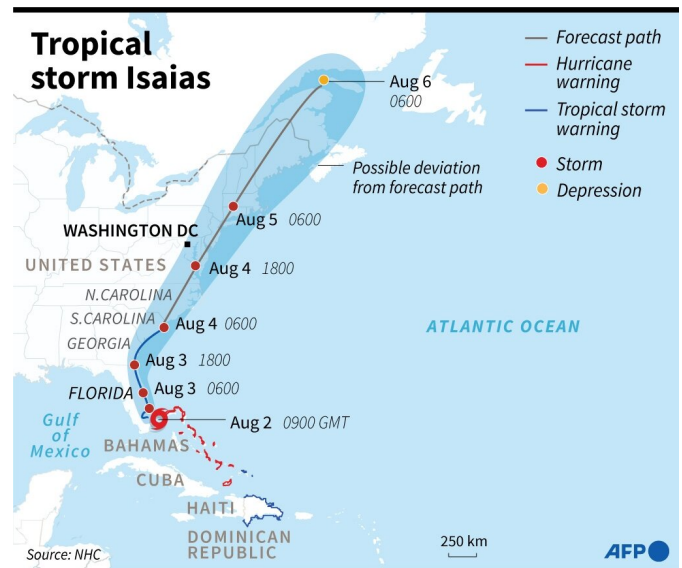 Tropical
storm Isaias
Forecast path
Hurricane
warning
Tropical storm
warning
Storm
Depression
Aug 6
0600
Possible deviation
from forecast path
Aug 5 0600
WASHINGTON DC
UNITED STATES
Aug 4 1800
N.CAROLINA
S.CAROLINA
Aug 4 0600
GEORGIA
ATLANTIC OCEAN
Aug 3 1800
FLORIDA
Aug 3 0600
Gulf
of
Mexico
Aug 2 0900 GMT
BAHAMAS
CUBA
HAITI
DOMINICAN
REPUBLIC
250 km
Source: NHC
AFP